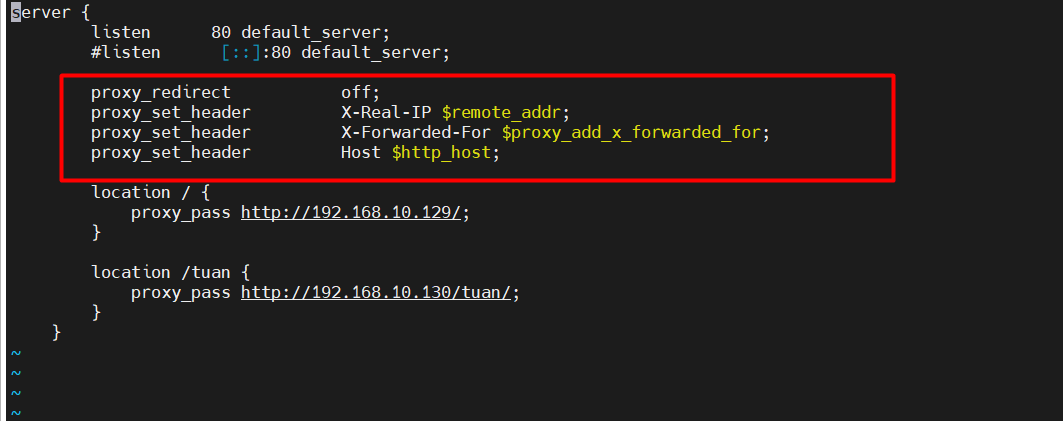 server {
listen 80 default_server;
#listen [::]:80 default_server;
proxy_redirect off;
proxy_set_header X-Real-IP $remote_addr;
proxy_set_header X-Forwarded-For $proxy_add_x_forwarded_for;
proxy_set_header Host $http_host;
location / {
proxy_pass http://192.168.10.129/;
}
location /tuan {
proxy_pass http://192.168.10.130/tuan/;
}
}
~
~
~
~